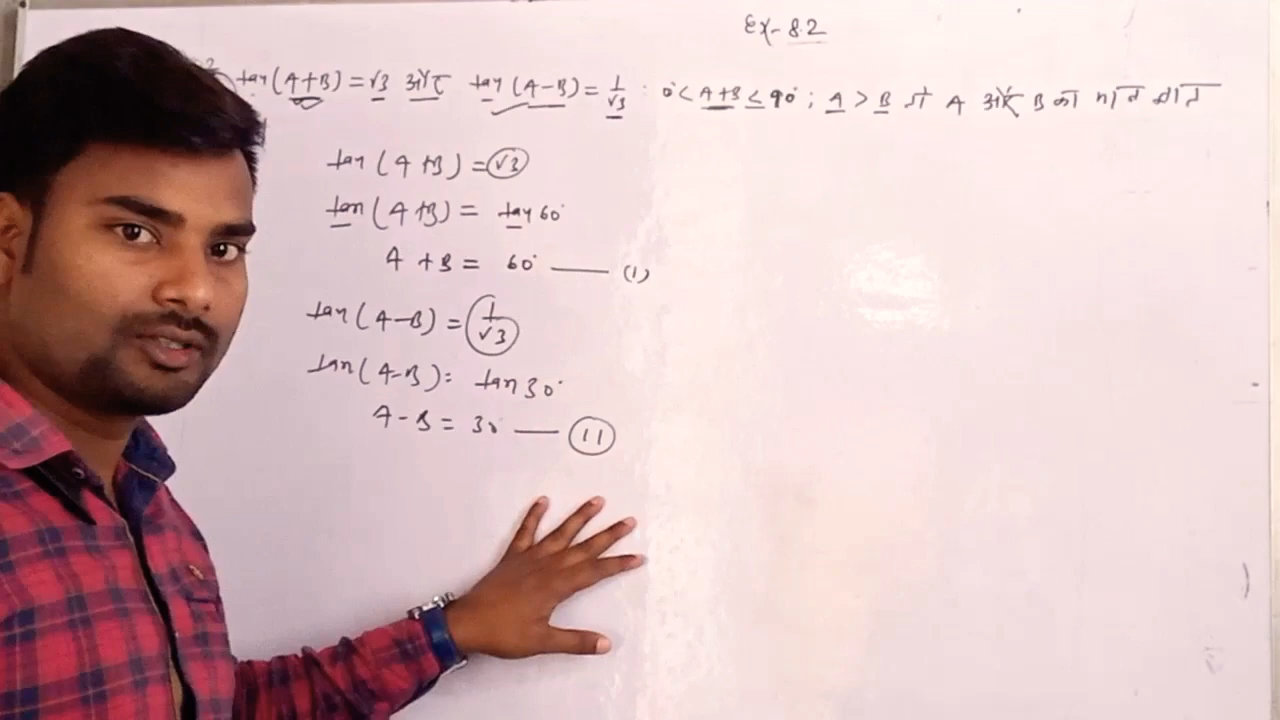 Ex- 8.2
tan (A+B) = √3 और tan (A-B) = 1/√3 : 0° < A+B ≤ 90° ; A > B तो A और B का मान
tan (A+B) = √3
tan (A+B) = tan 60°
A + B = 60° —— (1)
tan (A-B) = 1/√3
tan (A-B) = tan 30°
A - B = 30 — 11